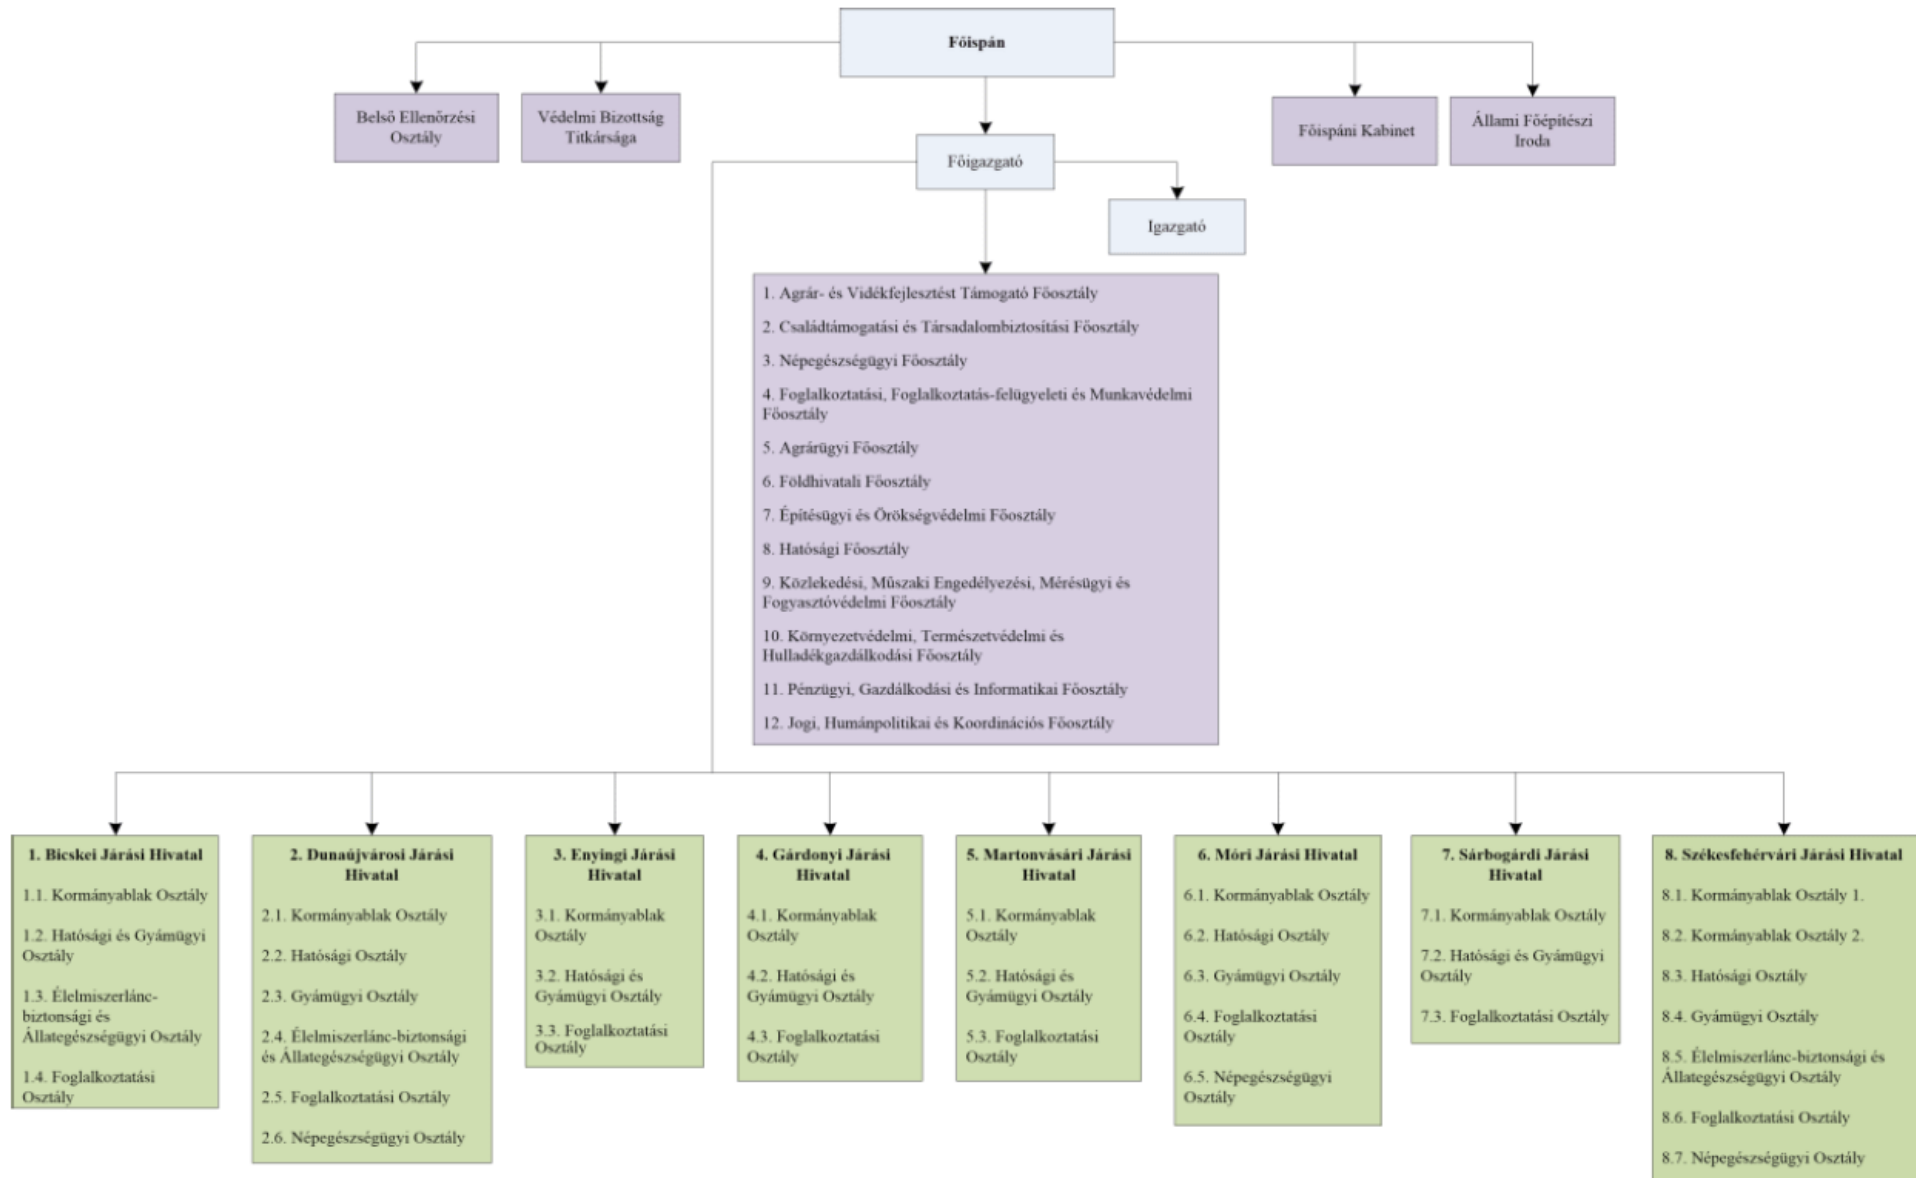 Főispán
Belső Ellenőrzési
Osztály
Védelmi Bizottság
Titkársága
Főispáni Kabinet
Állami Főépítészi
Iroda
Főigazgató
Igazgató
1. Agrár- és Vidékfejlesztést Támogató Főosztály
2. Családtámogatási és Társadalombiztosítási Főosztály
3. Népegészségügyi Főosztály
4. Foglalkoztatási, Foglalkoztatás-felügyeleti és Munkavédelmi
Főosztály
5. Agrárügyi Főosztály
6. Földhivatali Főosztály
7. Építésügyi és Örökségvédelmi Főosztály
8. Hatósági Főosztály
9. Közlekedési, Műszaki Engedélyezési, Mérésügyi és
Fogyasztóvédelmi Főosztály
10. Környezetvédelmi, Természetvédelmi és
Hulladékgazdálkodási Főosztály
11. Pénzügyi, Gazdálkodási és Informatikai Főosztály
12. Jogi, Humánpolitikai és Koordinációs Főosztály
1. Bicskei Járási Hivatal
1.1. Kormányablak Osztály
1.2. Hatósági és Gyámügyi
Osztály
1.3. Élelmiszerlánc-
biztonsági és
Állategészségügyi Osztály
1.4. Foglalkoztatási
Osztály
2. Dunaújvárosi Járási
Hivatal
2.1. Kormányablak Osztály
2.2. Hatósági Osztály
2.3. Gyámügyi Osztály
2.4. Élelmiszerlánc-biztonsági
és Állategészségügyi Osztály
2.5. Foglalkoztatási Osztály
2.6. Népegészségügyi Osztály
3. Enyingi Járási
Hivatal
3.1. Kormányablak
Osztály
3.2. Hatósági és
Gyámügyi Osztály
3.3. Foglalkoztatási
Osztály
4. Gárdonyi Járási
Hivatal
4.1. Kormányablak
Osztály
4.2. Hatósági és
Gyámügyi Osztály
4.3. Foglalkoztatási
Osztály
5. Martonvásári Járási
Hivatal
5.1. Kormányablak
Osztály
5.2. Hatósági és
Gyámügyi Osztály
5.3. Foglalkoztatási
Osztály
6. Móri Járási Hivatal
6.1. Kormányablak Osztály
6.2. Hatósági Osztály
6.3. Gyámügyi Osztály
6.4. Foglalkoztatási
Osztály
6.5. Népegészségügyi
Osztály
7. Sárbogárdi Járási
Hivatal
7.1. Kormányablak Osztály
7.2. Hatósági és Gyámügyi
Osztály
7.3. Foglalkoztatási Osztály
8. Székesfehérvári Járási Hivatal
8.1. Kormányablak Osztály 1.
8.2. Kormányablak Osztály 2.
8.3. Hatósági Osztály
8.4. Gyámügyi Osztály
8.5. Élelmiszerlánc-biztonsági és
Állategészségügyi Osztály
8.6. Foglalkoztatási Osztály
8.7. Népegészségügyi Osztály